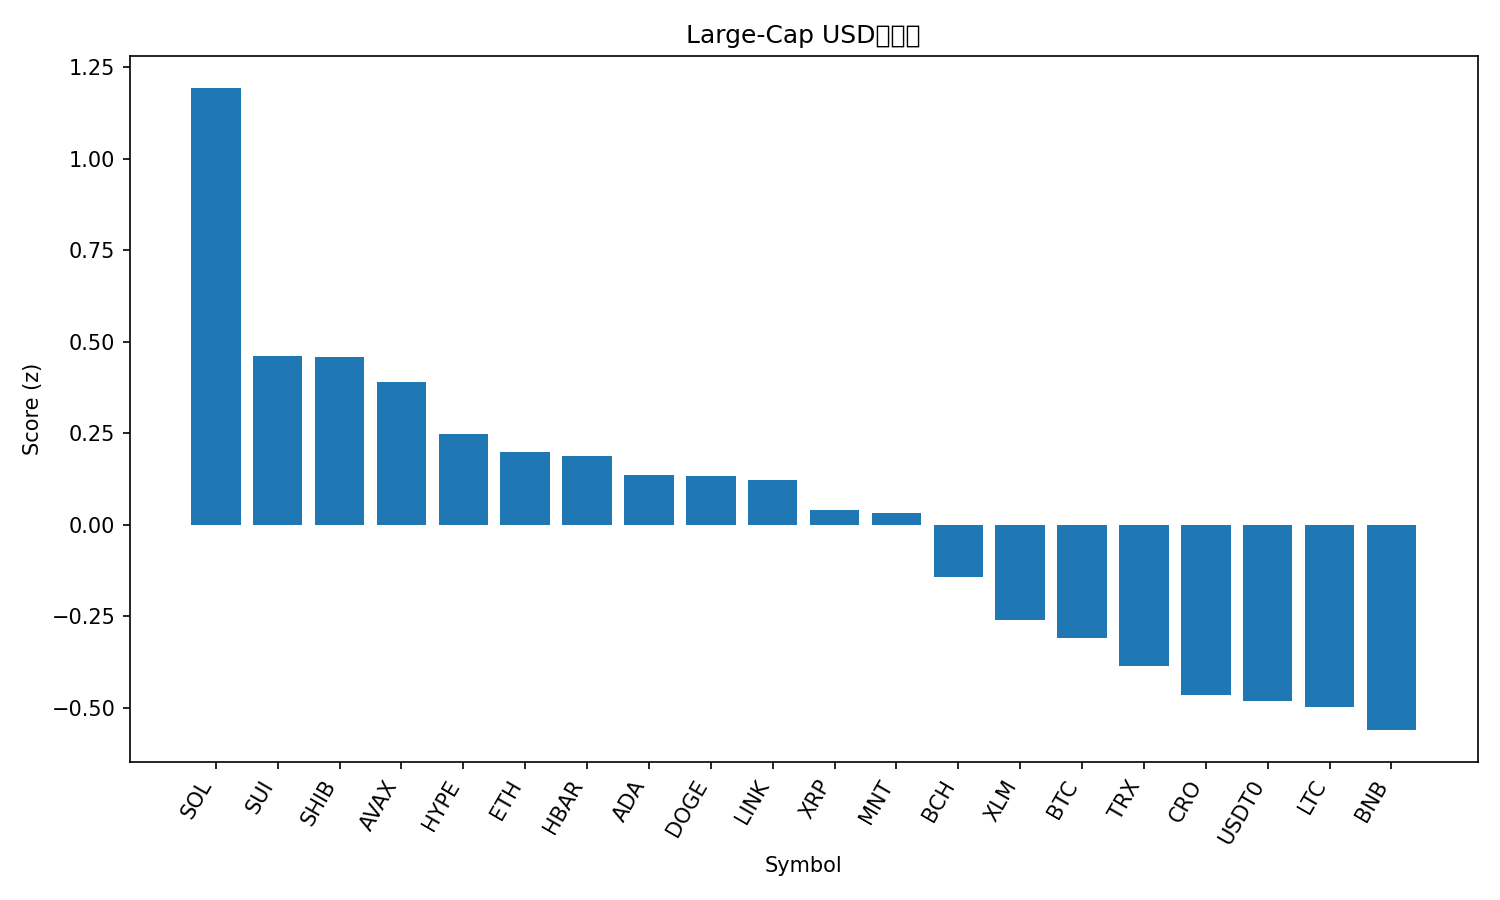 Large-Cap USD
1.25
1.00
0.75
0.50
0.25
0.00
−0.25
−0.50
Score (z)
SOL
SUI
SHIB
AVAX
HYPE
ETH
HBAR
ADA
DOGE
LINK
XRP
MNT
BCH
XLM
BTC
TRX
CRO
USDT0
LTC
BNB
Symbol